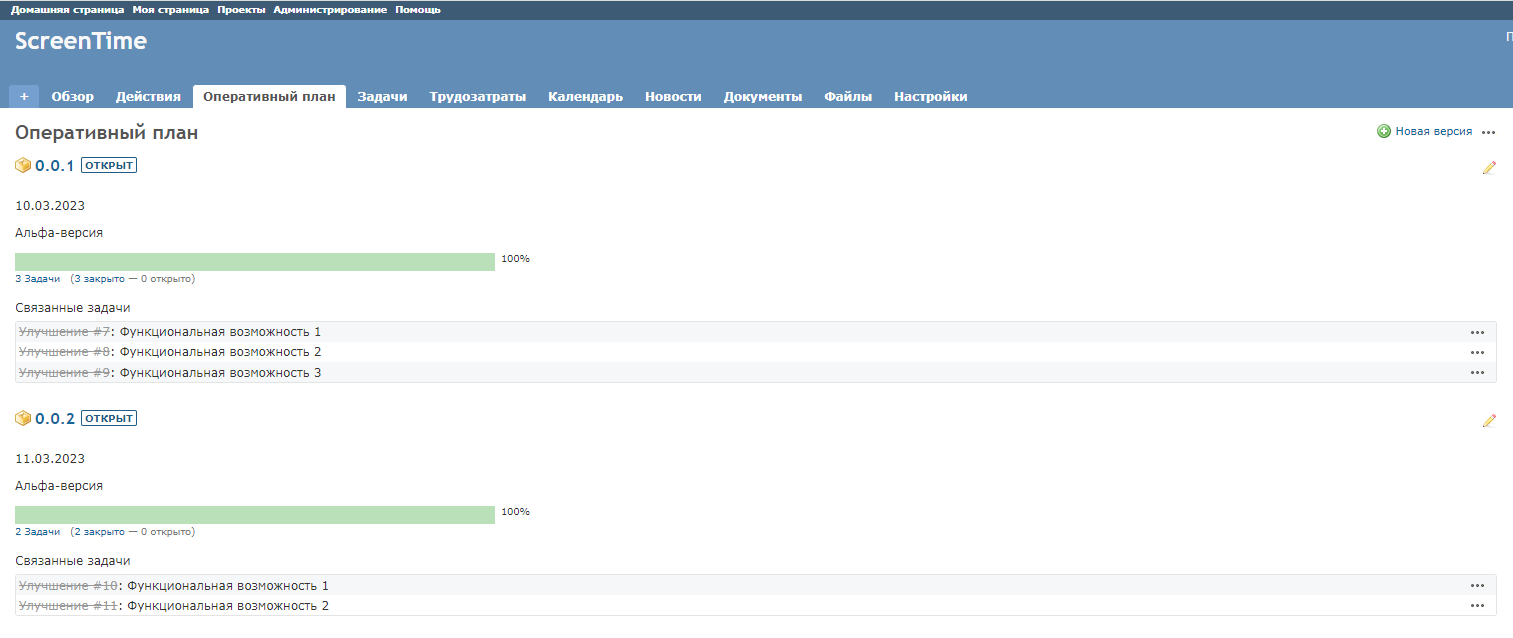 Домашняя страница Моя страница Проекты Администрирование Помощь
ScreenTime
+ Обзор Действия Оперативный план Задачи Трудозатраты Календарь Новости Документы Файлы Настройки
Оперативный план
Новая версия
0.0.1 ОТКРЫТ
10.03.2023
Альфа-версия
100%
3 Задачи (3 закрыто — 0 открыто)
Связанные задачи
Улучшение #7: Функциональная возможность 1
Улучшение #8: Функциональная возможность 2
Улучшение #9: Функциональная возможность 3
0.0.2 ОТКРЫТ
11.03.2023
Альфа-версия
100%
2 Задачи (2 закрыто — 0 открыто)
Связанные задачи
Улучшение #10: Функциональная возможность 1
Улучшение #11: Функциональная возможность 2